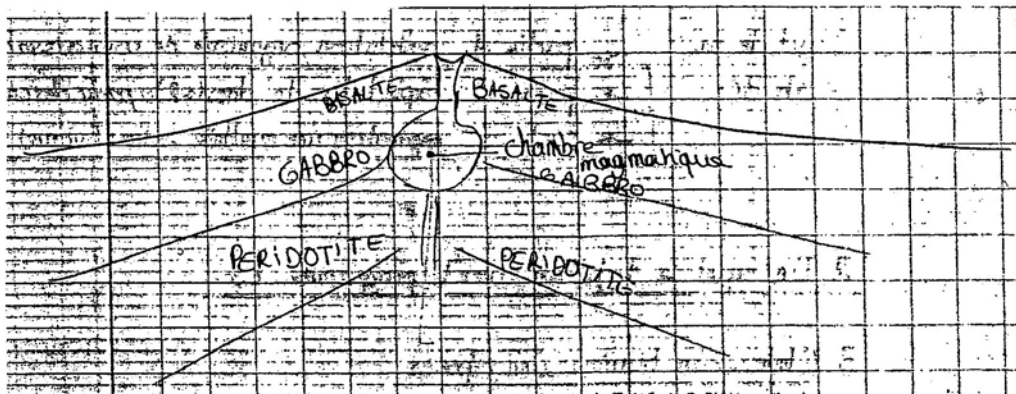 BASALTE BASALTE
GABBRO
chambre
magmatique
GABBRO
PERIDOTITE PERIDOTITE